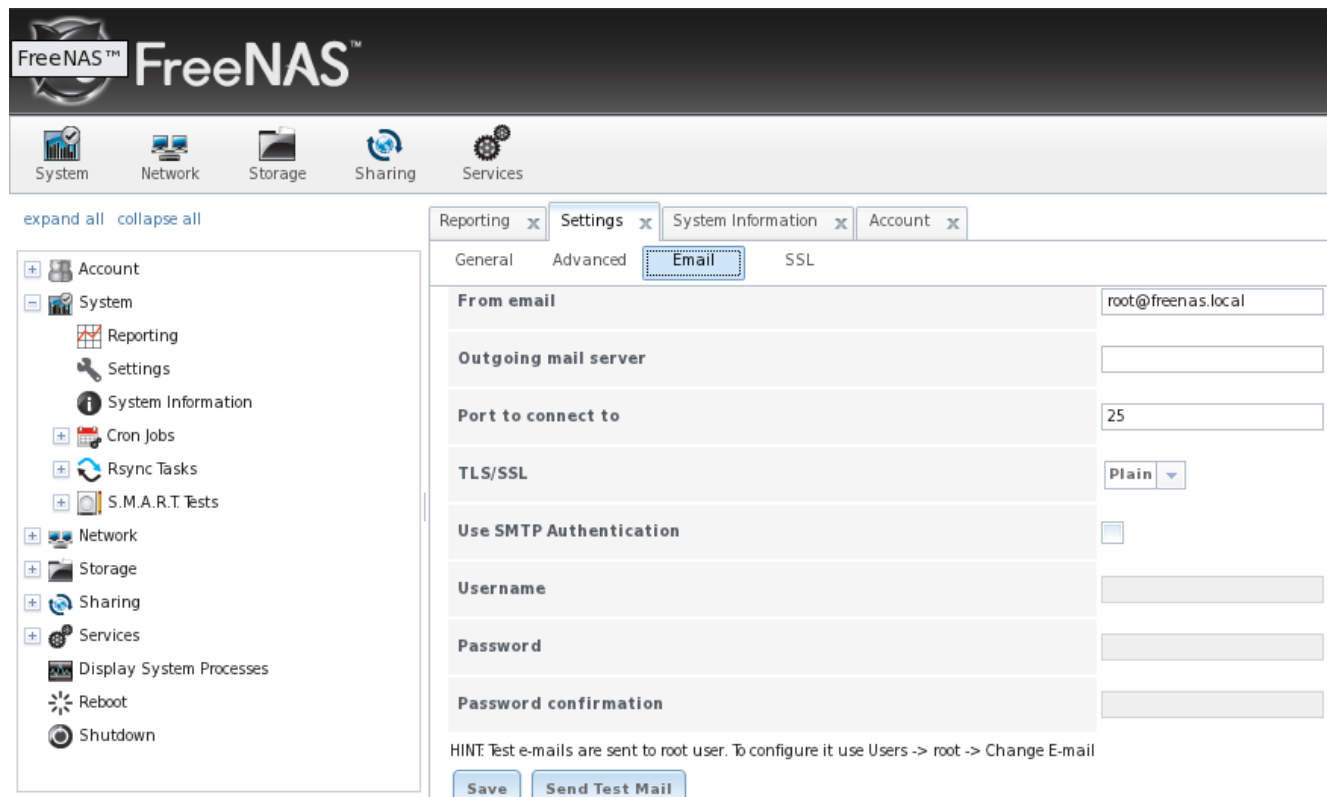 FreeNAS™
FreeNAS™
System Network Storage Sharing Services
expand all collapse all
Account
System
Reporting
Settings
System Information
Cron Jobs
Rsync Tasks
S.M.A.R.T. Tests
Network
Storage
Sharing
Services
Display System Processes
Reboot
Shutdown
Reporting x Settings x System Information x Account x
General Advanced Email SSL
From email root@freenas.local
Outgoing mail server
Port to connect to 25
TLS/SSL Plain
Use SMTP Authentication
Username
Password
Password confirmation
HINT: Test e-mails are sent to root user. To configure it use Users -> root -> Change E-mail
Save Send Test Mail